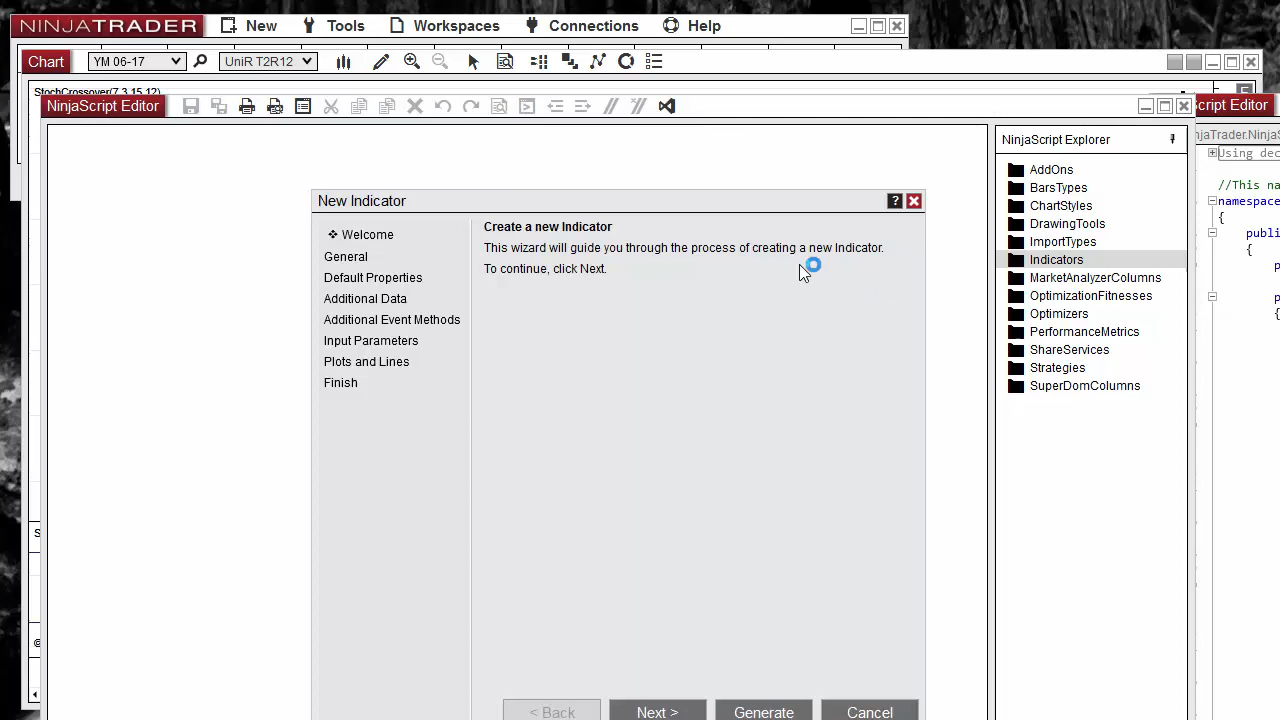 NINJATRADER New Tools Workspaces Connections Help
Chart YM 06-17 UniR T2R12
StochCrossover(7,3,15,12)
NinjaScript Editor
Script Editor
NinjaScript Explorer
AddOns
BarsTypes
ChartStyles
DrawingTools
ImportTypes
Indicators
MarketAnalyzerColumns
OptimizationFitnesses
Optimizers
PerformanceMetrics
ShareServices
Strategies
SuperDomColumns
New Indicator ?
Welcome
General
Default Properties
Additional Data
Additional Event Methods
Input Parameters
Plots and Lines
Finish
Create a new Indicator
This wizard will guide you through the process of creating a new Indicator.
To continue, click Next.
< Back Next > Generate Cancel
njaTrader.NinjaS
Using dec
//This na
namespace
{
publi
{
p
p
{